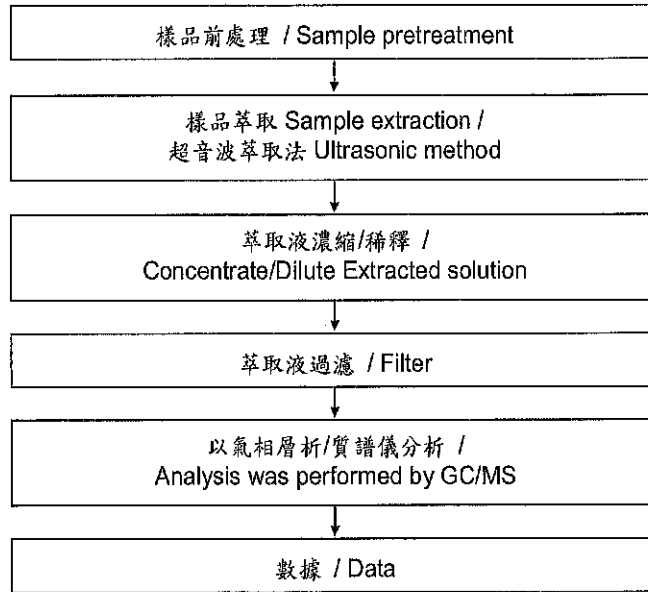 樣品前處理 / Sample pretreatment
樣品萃取 Sample extraction /
超音波萃取法 Ultrasonic method
萃取液濃縮/稀釋 /
Concentrate/Dilute Extracted solution
萃取液過濾 / Filter
以氣相層析/質譜儀分析 /
Analysis was performed by GC/MS
數據 / Data